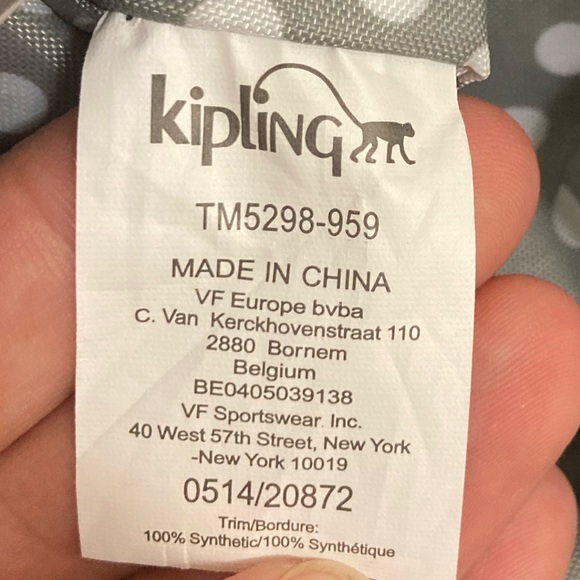 kipling
TM5298-959
MADE IN CHINA
VF Europe bvba
C. Van Kerckhovenstraat 110
2880 Bornem
Belgium
BE0405039138
VF Sportswear. Inc.
40 West 57th Street, New York
-New York 10019
0514/20872
Trim/Bordure:
100% Synthetic/100% Synthétique